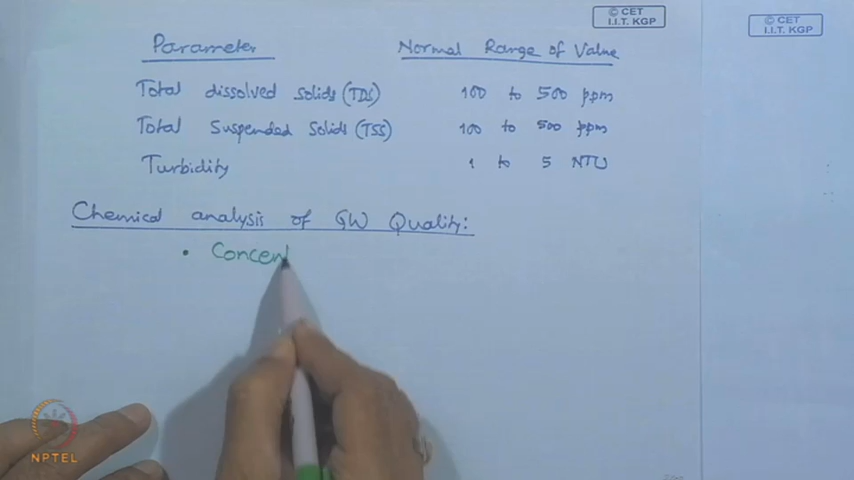 © CET
I.I.T. KGP
© CET
I.I.T. KGP
Parameter Normal Range of Value
Total dissolved solids (TDS) 100 to 500 ppm
Total Suspended Solids (TSS) 100 to 500 ppm
Turbidity 1 to 5 NTU
Chemical analysis of GW Quality:
• Concen
NPTEL